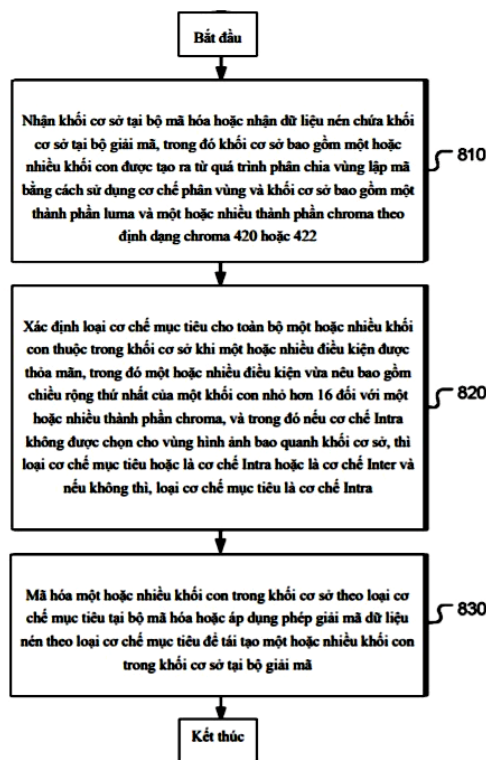 Bắt đầu
Nhận khối cơ sở tại bộ mã hóa hoặc nhận dữ liệu nén chứa khối
cơ sở tại bộ giải mã, trong đó khối cơ sở bao gồm một hoặc
nhiều khối con được tạo ra từ quá trình phân chia vùng lập mã
bằng cách sử dụng cơ chế phân vùng và khối cơ sở bao gồm một
thành phần luma và một hoặc nhiều thành phần chroma theo
định dạng chroma 420 hoặc 422
810
Xác định loại cơ chế mục tiêu cho toàn bộ một hoặc nhiều khối
con thuộc trong khối cơ sở khi một hoặc nhiều điều kiện được
thỏa mãn, trong đó một hoặc nhiều điều kiện vừa nêu bao gồm
chiều rộng thứ nhất của một khối con nhỏ hơn 16 đối với một
hoặc nhiều thành phần chroma, và trong đó nếu cơ chế Intra
không được chọn cho vùng hình ảnh bao quanh khối cơ sở, thì
loại cơ chế mục tiêu hoặc là cơ chế Intra hoặc là cơ chế Inter và
nếu không thì, loại cơ chế mục tiêu là cơ chế Intra
820
Mã hóa một hoặc nhiều khối con trong khối cơ sở theo loại cơ
chế mục tiêu tại bộ mã hóa hoặc áp dụng phép giải mã dữ liệu
nén theo loại cơ chế mục tiêu để tái tạo một hoặc nhiều khối con
trong khối cơ sở tại bộ giải mã
830
Kết thúc